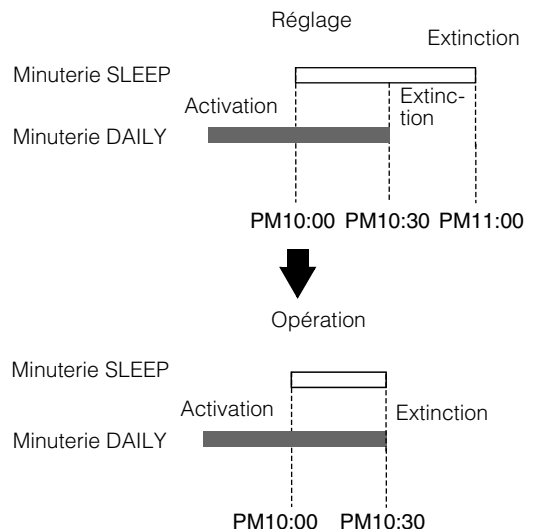 Réglage
Extinction
Minuterie SLEEP
Activation
Extinc-
tion
Minuterie DAILY
PM10:00 PM10:30 PM11:00
Opération
Minuterie SLEEP
Activation
Extinction
Minuterie DAILY
PM10:00 PM10:30